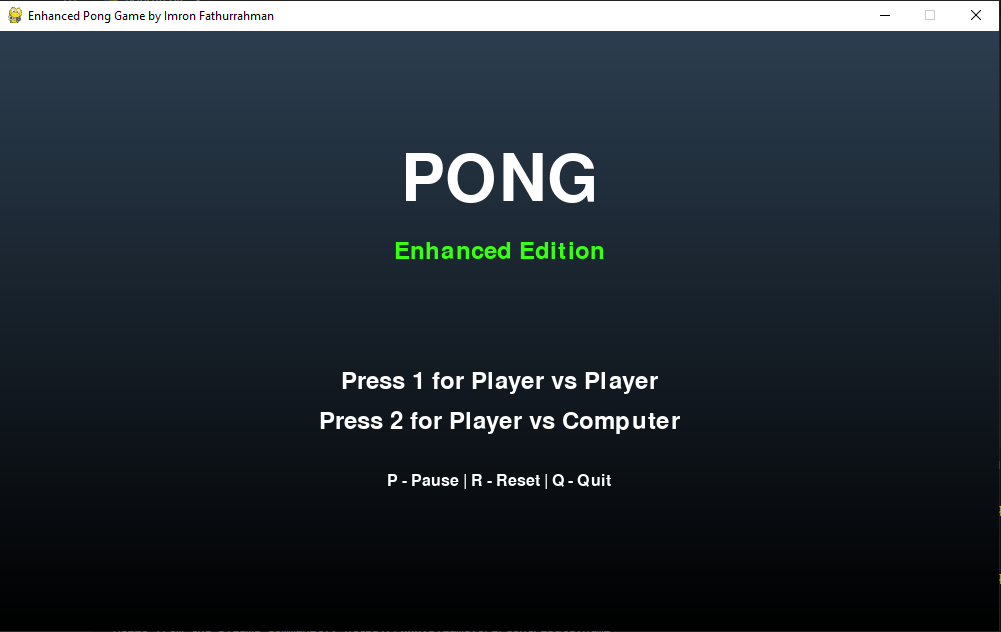 Enhanced Pong Game by Imron Fathurrahman
PONG
Enhanced Edition
Press 1 for Player vs Player
Press 2 for Player vs Computer
P - Pause | R - Reset | Q - Quit